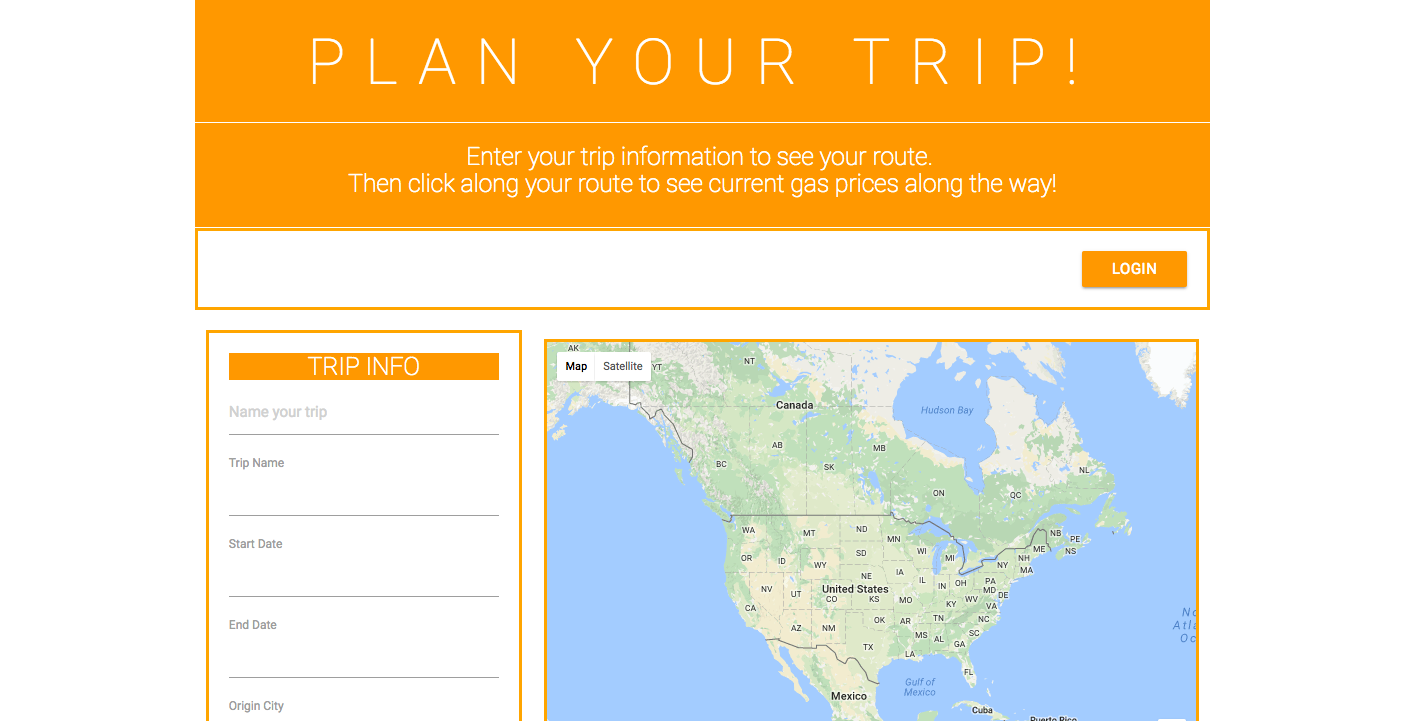 PLAN YOUR TRIP!
Enter your trip information to see your route.
Then click along your route to see current gas prices along the way!
LOGIN
TRIP INFO
Name your trip
Trip Name
Start Date
End Date
Origin City
Map Satellite
AK
YT
NT
Canada
Hudson Bay
AB
MB
BC
SK
NL
ON
QC
WA
MT
ND
MN
NB
PE
OR
ID
SD
WI
MI
ME
NS
WY
NH
NY
MA
IA
NE
NV
UT
United States
IL
IN
OH
PA
MD
DE
CO
KS
MO
WV
KY
VA
CA
AZ
NM
OK
AR
TN
NC
MS
AL
SC
GA
TX
LA
FL
Gulf of
Mexico
Mexico
Cuba
Puerto Rico